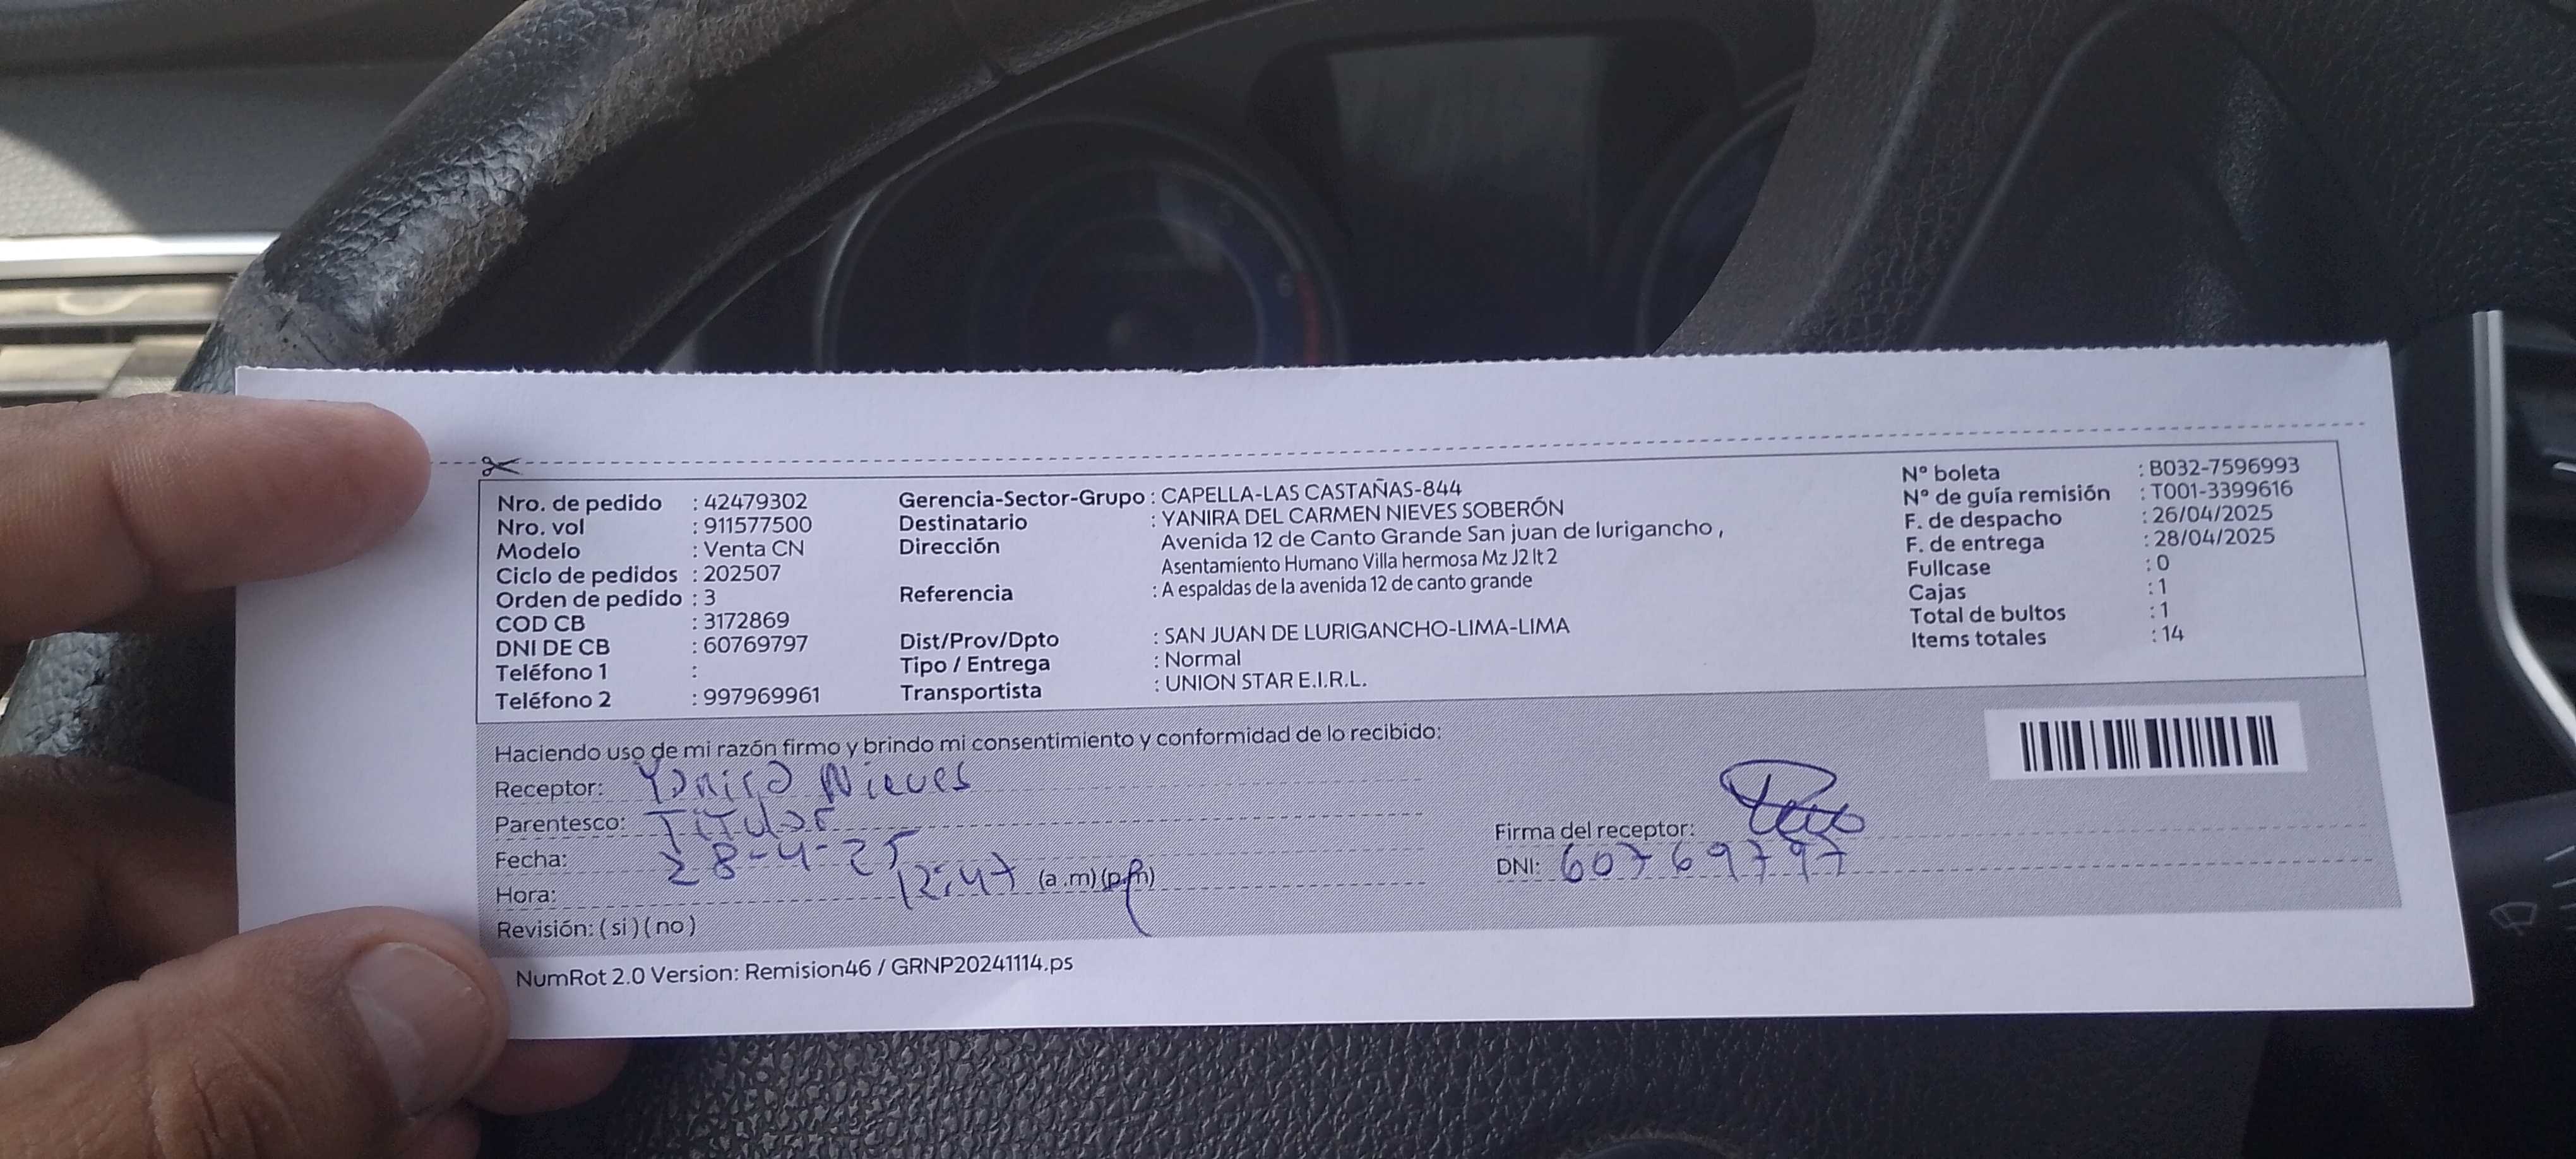 Nro. de pedido : 42479302
Nro. vol : 911577500
Modelo : Venta CN
Ciclo de pedidos : 202507
Orden de pedido : 3
COD CB : 3172869
DNI DE CB : 60769797
Teléfono 1 :
Teléfono 2 : 997969961
Gerencia-Sector-Grupo : CAPELLA-LAS CASTAÑAS-844
Destinatario : YANIRA DEL CARMEN NIEVES SOBERÓN
Dirección Avenida 12 de Canto Grande San juan de lurigancho ,
Asentamiento Humano Villa hermosa Mz J2 lt 2
Referencia : A espaldas de la avenida 12 de canto grande
Dist/Prov/Dpto : SAN JUAN DE LURIGANCHO-LIMA-LIMA
Tipo / Entrega : Normal
Transportista : UNION STAR E.I.R.L.
N° boleta : B032-7596993
N° de guía remisión : T001-3399616
F. de despacho : 26/04/2025
F. de entrega : 28/04/2025
Fullcase : 0
Cajas : 1
Total de bultos : 1
Items totales : 14
Haciendo uso de mi razón firmo y brindo mi consentimiento y conformidad de lo recibido:
Receptor: Yanira Nieves
Parentesco: Titular
Fecha: 28-4-25
Hora: 12:47 (a.m) (p.m)
Revisión: ( si ) ( no )
Firma del receptor:
DNI: 60769797
NumRot 2.0 Version: Remision46 / GRNP20241114.ps